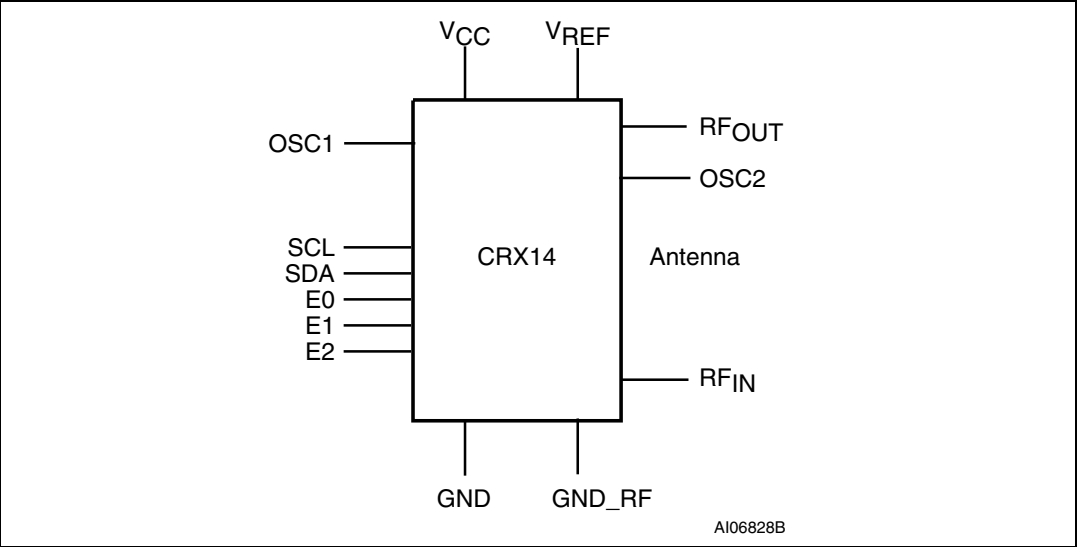 VCC VREF
RFOUT
OSC1
OSC2
SCL
CRX14 Antenna
SDA
E0
E1
E2
RFIN
GND GND_RF
AI06828B